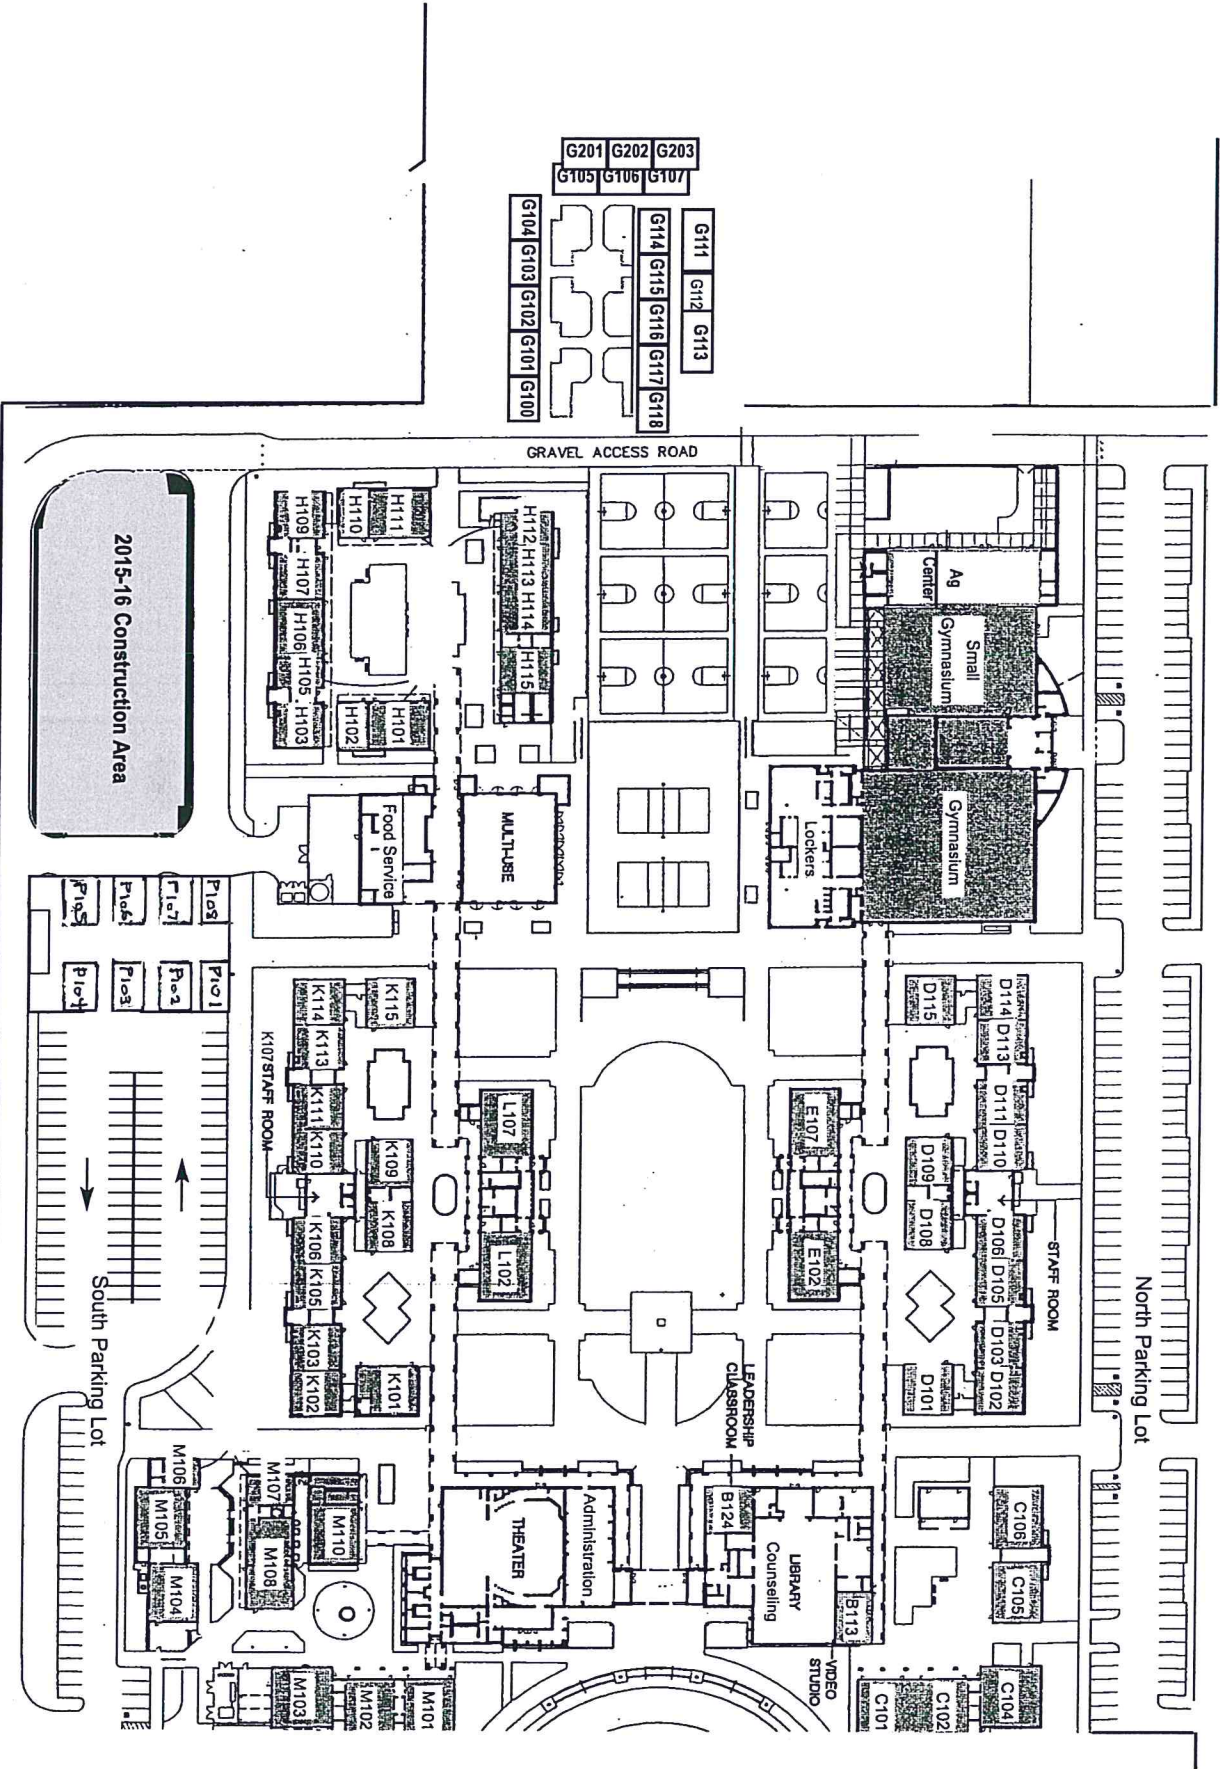 G201 G202 G203
G105 G106 G107
G104 G103 G102 G101 G100
G114 G115 G116 G117 G118
G111 G112 G113
GRAVEL ACCESS ROAD
2015-16 Construction Area
H109 H107 H106 H105 H103
H110 H111
H102 H101
H112 H113 H114 H115
Ag
Center
Small
Gymnasium
Gymnasium
Lockers
MULTI-USE
Food Service
P105 P106 P107 P108
P104 P103 P102 P101
K114 K113 K111 K110 K106 K105 K103 K102
K115 K109 K108 K101
K107 STAFF ROOM
L107 L102
E107 E102
D115 D109 D108 D101
D114 D113 D111 D110 D106 D105 D103 D102
STAFF ROOM
North Parking Lot
South Parking Lot
LEADERSHIP
CLASSROOM
B124
LIBRARY
Counseling
B113
VIDEO
STUDIO
Administration
THEATER
C106 C105
C104
C102
C101
M106
M105 M104
M107
M108
M110
M103
M102
M101